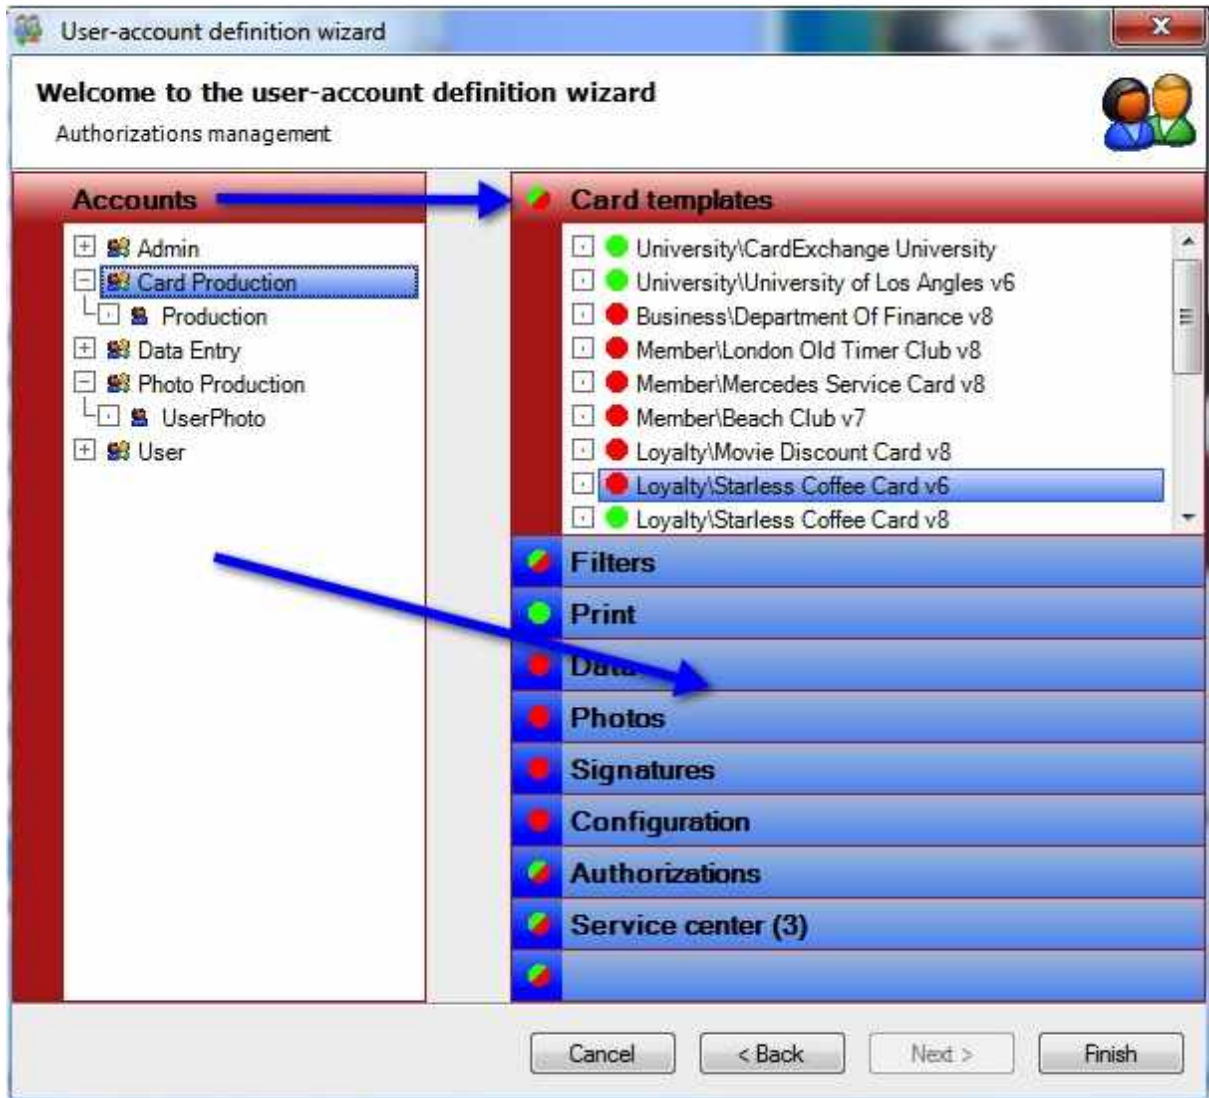 User-account definition wizard
Welcome to the user-account definition wizard
Authorizations management
Accounts
Admin
Card Production
Production
Data Entry
Photo Production
UserPhoto
User
Card templates
University\CardExchange University
University\University of Los Angles v6
Business\Department Of Finance v8
Member\London Old Timer Club v8
Member\Mercedes Service Card v8
Member\Beach Club v7
Loyalty\Movie Discount Card v8
Loyalty\Starless Coffee Card v6
Loyalty\Starless Coffee Card v8
Filters
Print
Data
Photos
Signatures
Configuration
Authorizations
Service center (3)
Cancel
< Back
Next >
Finish